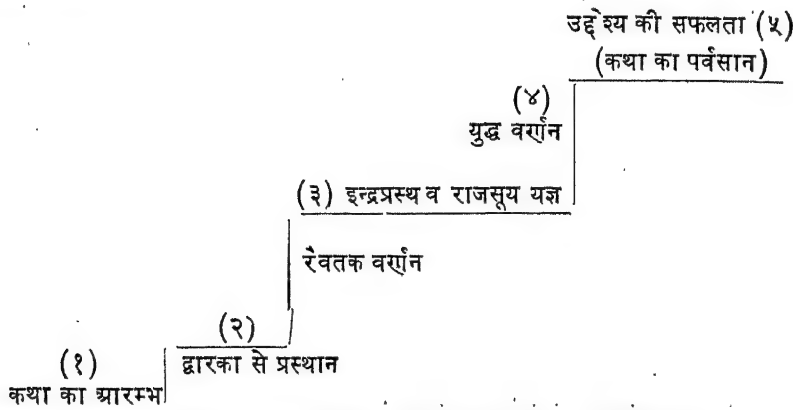 उद्देश्य की सफलता (५)
(कथा का पर्वसान)
(४)
युद्ध वर्णन
(३) इन्द्रप्रस्थ व राजसूय यज्ञ
रैवतक वर्णन
(२)
द्वारका से प्रस्थान
(१)
कथा का आरम्भ